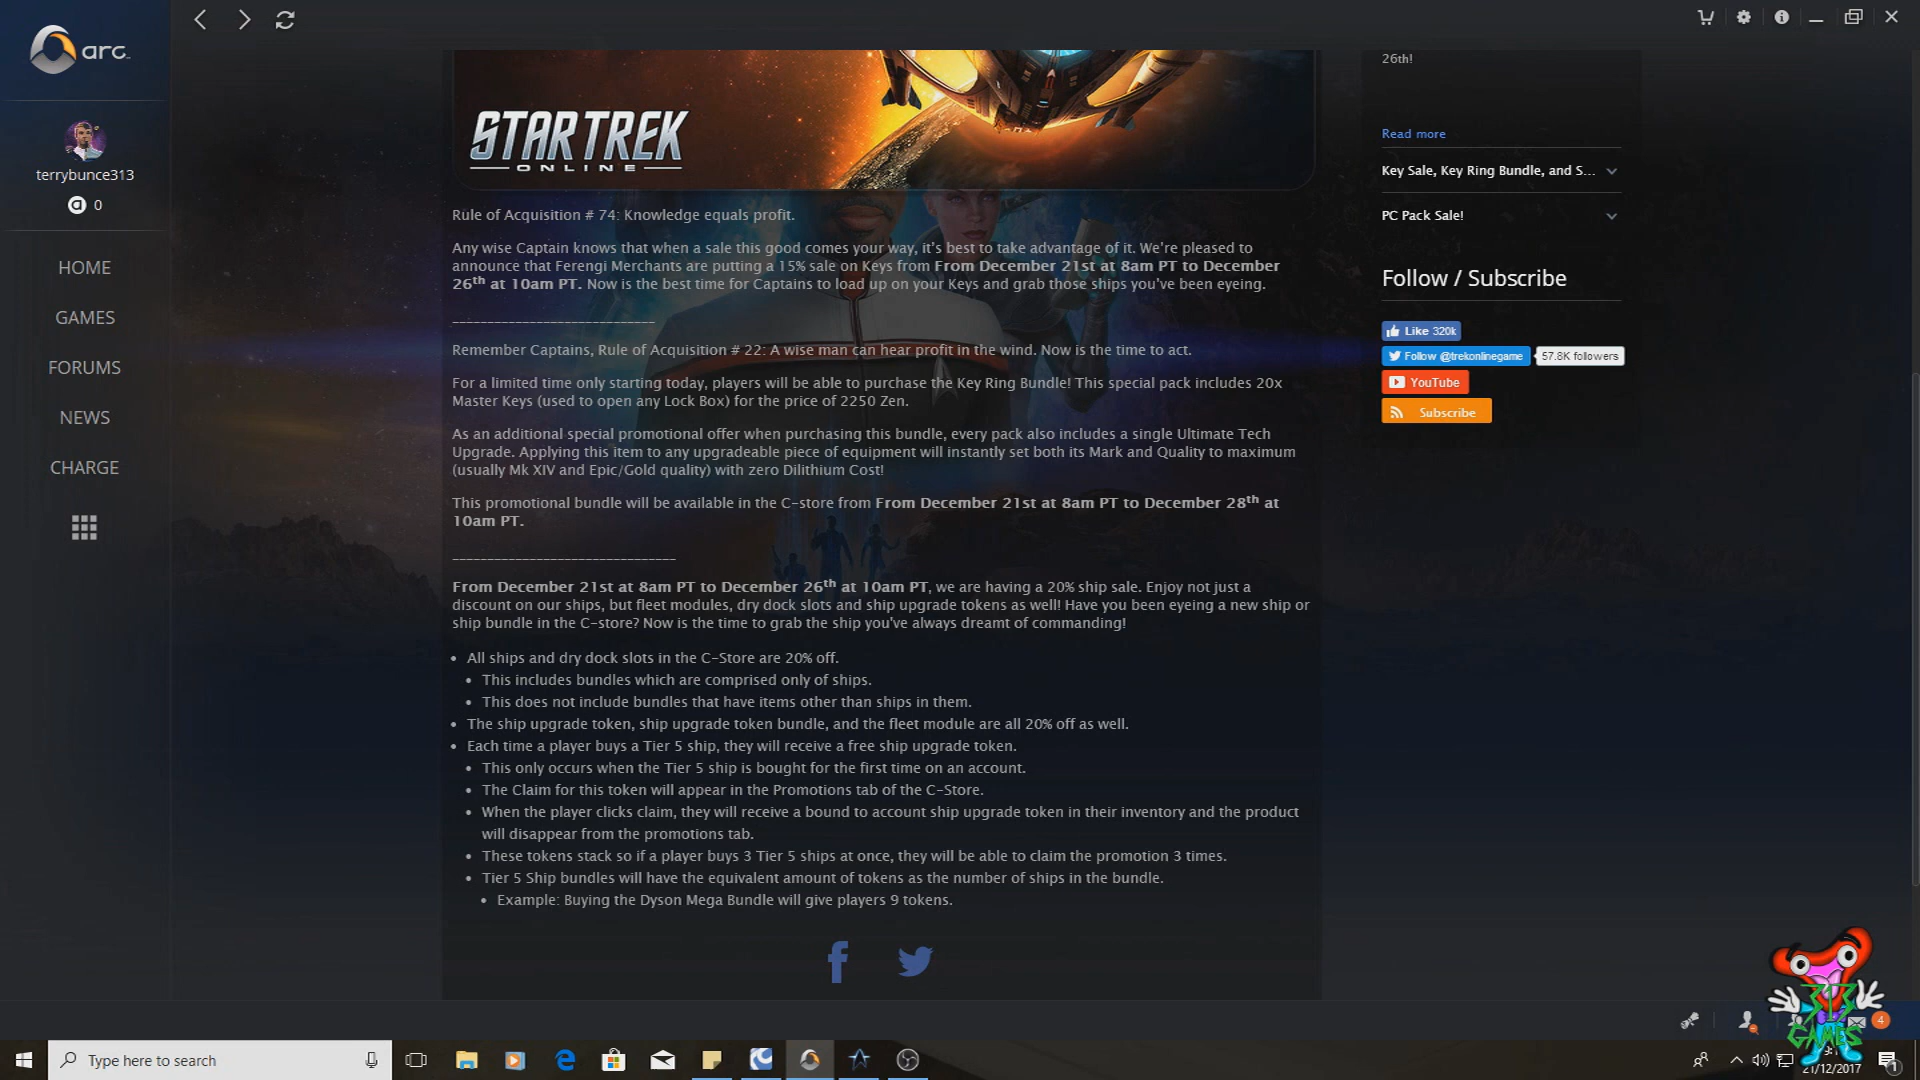 arc
26th!
STAR TREK
ONLINE
Read more
terrybunce313
Key Sale, Key Ring Bundle, and S...
0
PC Pack Sale!
Rule of Acquisition # 74: Knowledge equals profit.
Any wise Captain knows that when a sale this good comes your way, it's best to take advantage of it. We're pleased to
announce that Ferengi Merchants are putting a 15% sale on Keys from From December 21st at 8am PT to December
26th at 10am PT. Now is the best time for Captains to load up on your Keys and grab those ships you've been eyeing.
HOME
GAMES
FORUMS
NEWS
CHARGE
Follow / Subscribe
Like 320k
Follow @trekonlinegame 57.8K followers
YouTube
Subscribe
_____________________________
Remember Captains, Rule of Acquisition # 22: A wise man can hear profit in the wind. Now is the time to act.
For a limited time only starting today, players will be able to purchase the Key Ring Bundle! This special pack includes 20x
Master Keys (used to open any Lock Box) for the price of 2250 Zen.
As an additional special promotional offer when purchasing this bundle, every pack also includes a single Ultimate Tech
Upgrade. Applying this item to any upgradeable piece of equipment will instantly set both its Mark and Quality to maximum
(usually Mk XIV and Epic/Gold quality) with zero Dilithium Cost!
This promotional bundle will be available in the C-store from From December 21st at 8am PT to December 28th at
10am PT.
________________________________
From December 21st at 8am PT to December 26th at 10am PT, we are having a 20% ship sale. Enjoy not just a
discount on our ships, but fleet modules, dry dock slots and ship upgrade tokens as well! Have you been eyeing a new ship or
ship bundle in the C-store? Now is the time to grab the ship you've always dreamt of commanding!
• All ships and dry dock slots in the C-Store are 20% off.
• This includes bundles which are comprised only of ships.
• This does not include bundles that have items other than ships in them.
• The ship upgrade token, ship upgrade token bundle, and the fleet module are all 20% off as well.
• Each time a player buys a Tier 5 ship, they will receive a free ship upgrade token.
• This only occurs when the Tier 5 ship is bought for the first time on an account.
• The Claim for this token will appear in the Promotions tab of the C-Store.
• When the player clicks claim, they will receive a bound to account ship upgrade token in their inventory and the product
will disappear from the promotions tab.
• These tokens stack so if a player buys 3 Tier 5 ships at once, they will be able to claim the promotion 3 times.
• Tier 5 Ship bundles will have the equivalent amount of tokens as the number of ships in the bundle.
• Example: Buying the Dyson Mega Bundle will give players 9 tokens.
313
GAMES
4
Type here to search
21/12/2017
1